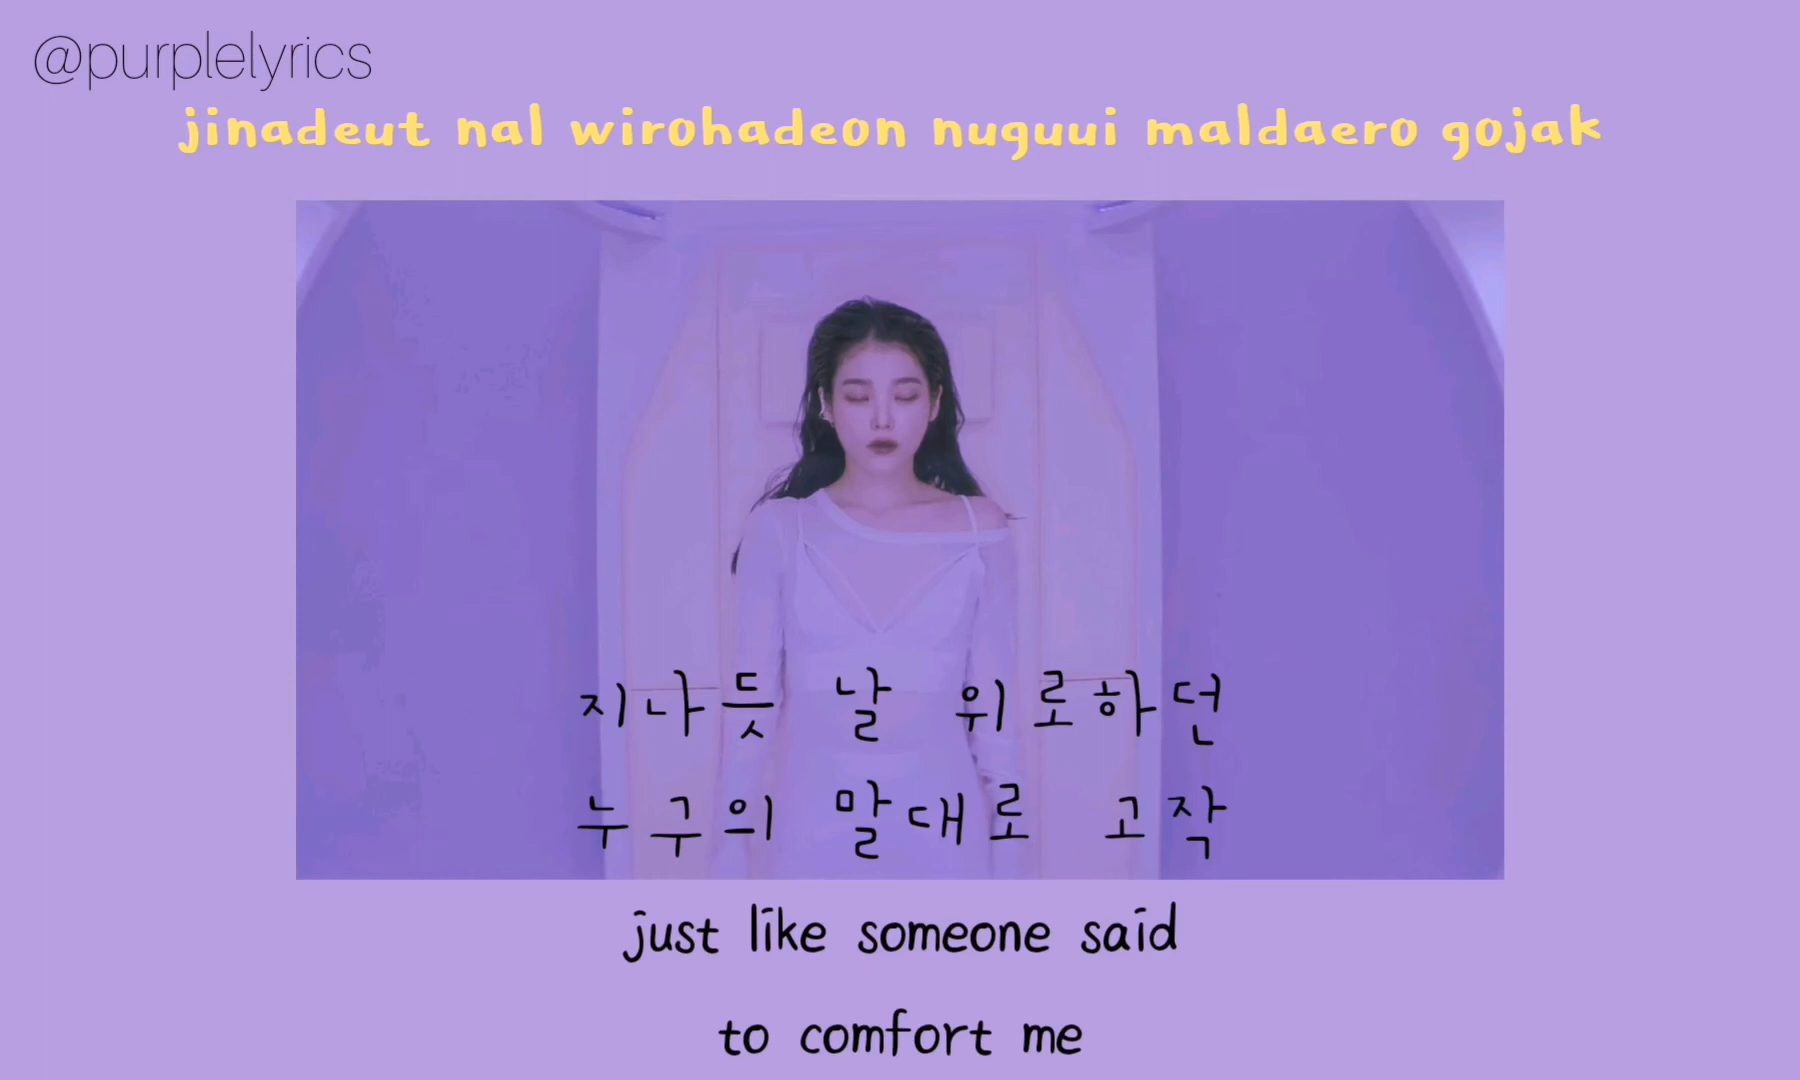 @purplelyrics
jinadeut nal wirohadeon nuguui maldaero gojak
지나듯 날 위로하던
누구의 말대로 고작
just like someone said
to comfort me